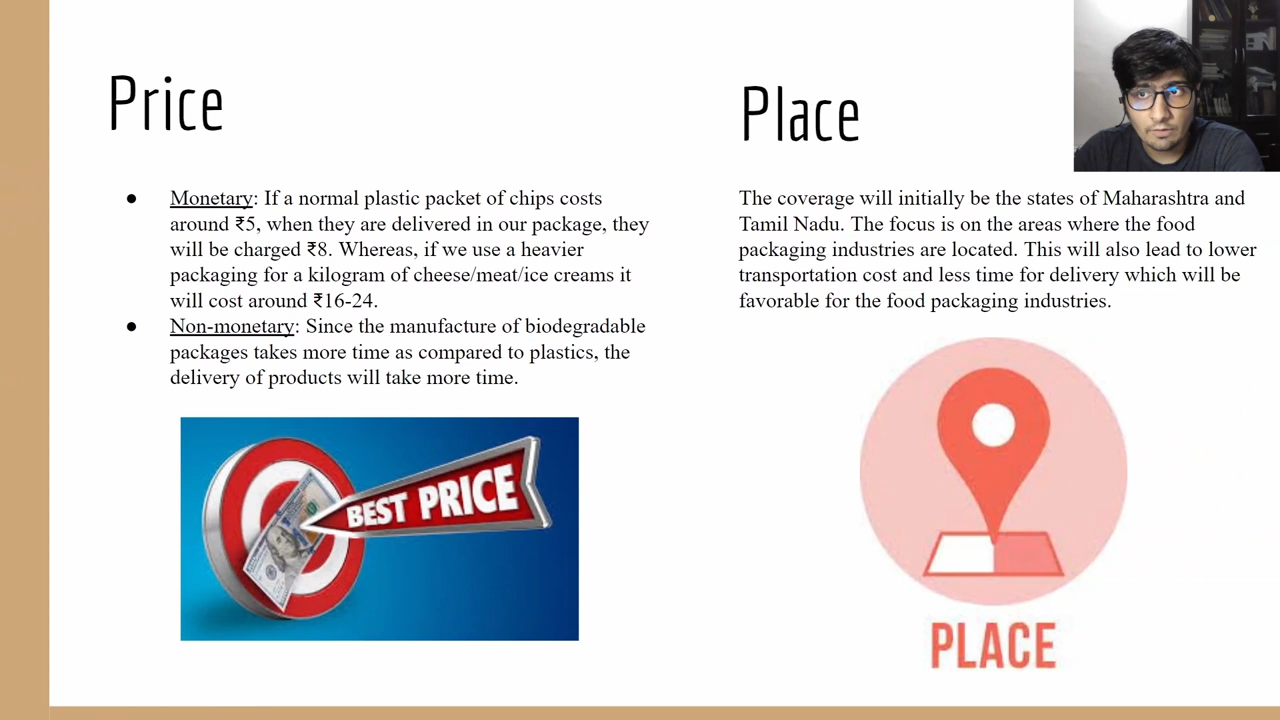 Price
● Monetary: If a normal plastic packet of chips costs
around ₹5, when they are delivered in our package, they
will be charged ₹8. Whereas, if we use a heavier
packaging for a kilogram of cheese/meat/ice creams it
will cost around ₹16-24.
● Non-monetary: Since the manufacture of biodegradable
packages takes more time as compared to plastics, the
delivery of products will take more time.
BEST PRICE
Place
The coverage will initially be the states of Maharashtra and
Tamil Nadu. The focus is on the areas where the food
packaging industries are located. This will also lead to lower
transportation cost and less time for delivery which will be
favorable for the food packaging industries.
PLACE